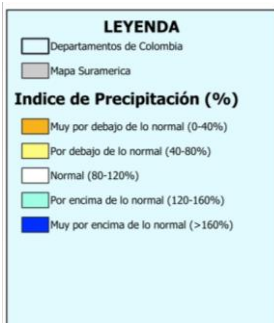 LEYENDA
Departamentos de Colombia
Mapa Suramerica
Indice de Precipitación (%)
Muy por debajo de lo normal (0-40%)
Por debajo de lo normal (40-80%)
Normal (80-120%)
Por encima de lo normal (120-160%)
Muy por encima de lo normal (>160%)